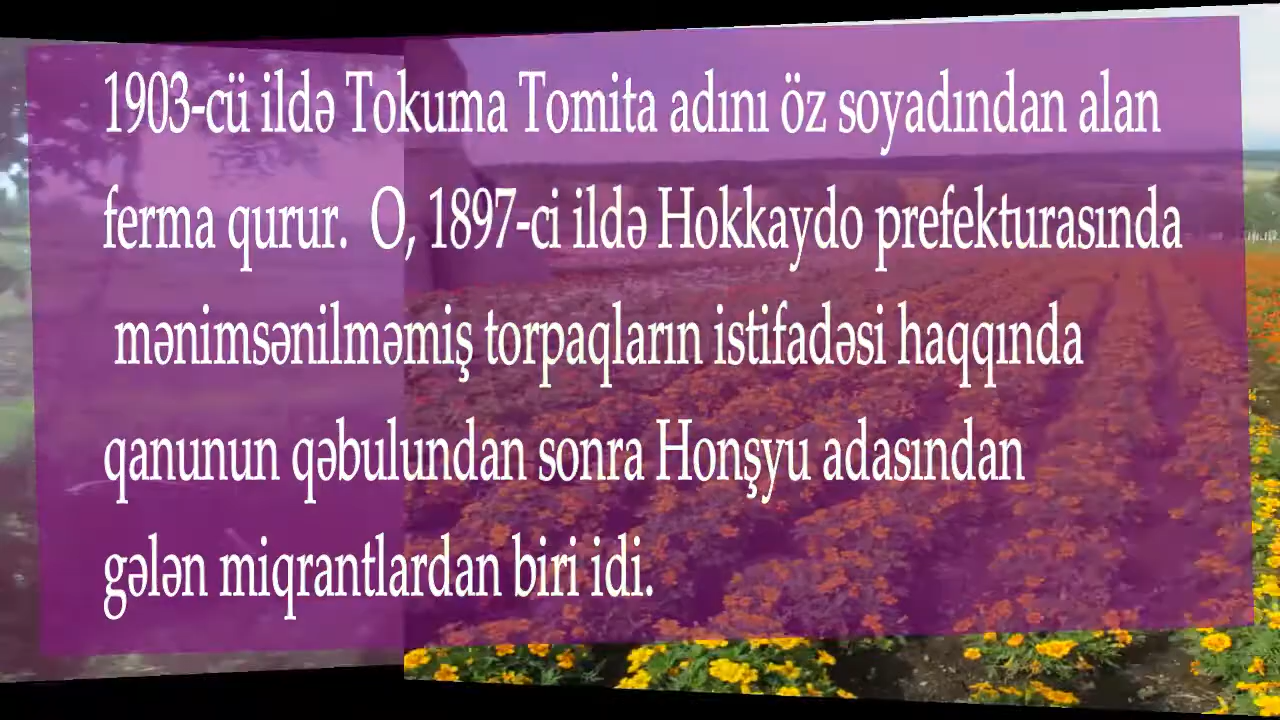 1903-cü ildə Tokuma Tomita adını öz soyadından alan
ferma qurur. O, 1897-ci ildə Hokkaydo prefekturasında
mənimsənilməmiş torpaqların istifadəsi haqqında
qanunun qəbulundan sonra Honşyu adasından
gələn miqrantlardan biri idi.